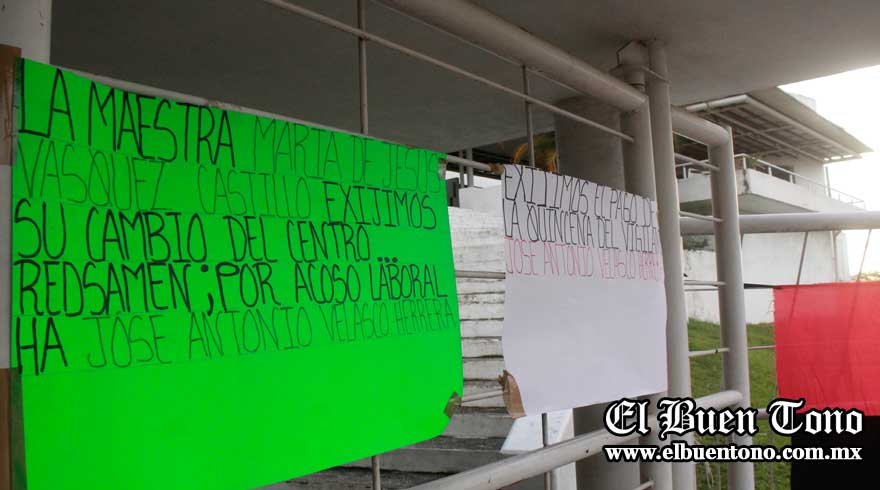 LA MAESTRA MARIA DE JESUS
VASQUEZ CASTILLO EXIJIMOS
SU CAMBIO DEL CENTRO
REDSAMEN; POR ACOSO LABORAL
HA JOSE ANTONIO VELASCO HERRERA
EXIJIMOS EL PAGO DE
LA QUINCENA DEL VIGILA
JOSE ANTONIO VELASCO HERRE
El Buen Tono
www.elbuentono.com.mx